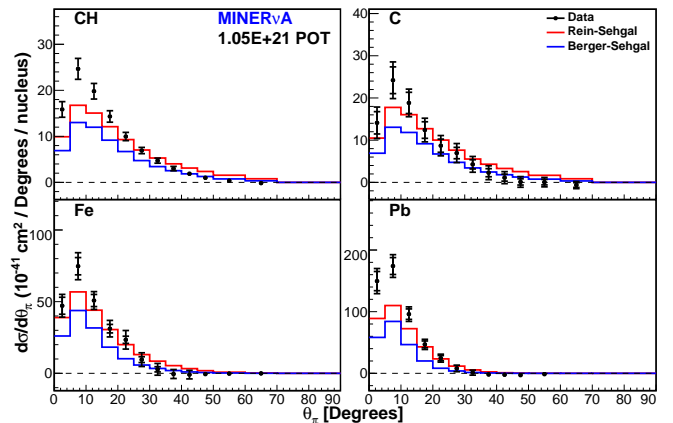 CH
MINERνA
1.05E+21 POT
C
Data
Rein-Sehgal
Berger-Sehgal
30
20
10
0
40
30
20
10
0
Fe
Pb
100
50
0
200
100
0
0 10 20 30 40 50 60 70 80 90
0 10 20 30 40 50 60 70 80 90
dσ/dθπ (10⁻⁴¹ cm² / Degrees / nucleus)
θπ [Degrees]